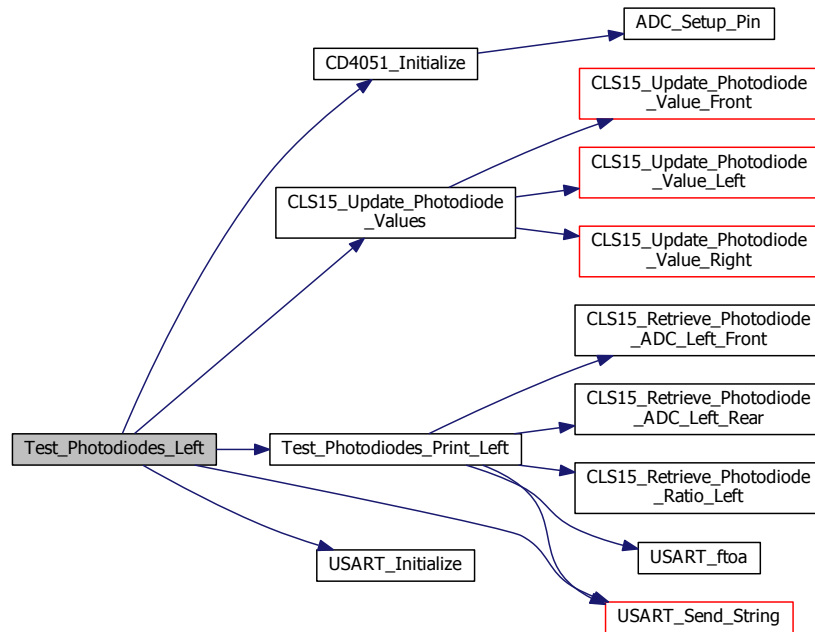 ADC_Setup_Pin
CD4051_Initialize
CLS15_Update_Photodiode
_Value_Front
CLS15_Update_Photodiode
_Value_Left
CLS15_Update_Photodiode
_Values
CLS15_Update_Photodiode
_Value_Right
CLS15_Retrieve_Photodiode
_ADC_Left_Front
CLS15_Retrieve_Photodiode
_ADC_Left_Rear
Test_Photodiodes_Left
Test_Photodiodes_Print_Left
CLS15_Retrieve_Photodiode
_Ratio_Left
USART_Initialize
USART_ftoa
USART_Send_String